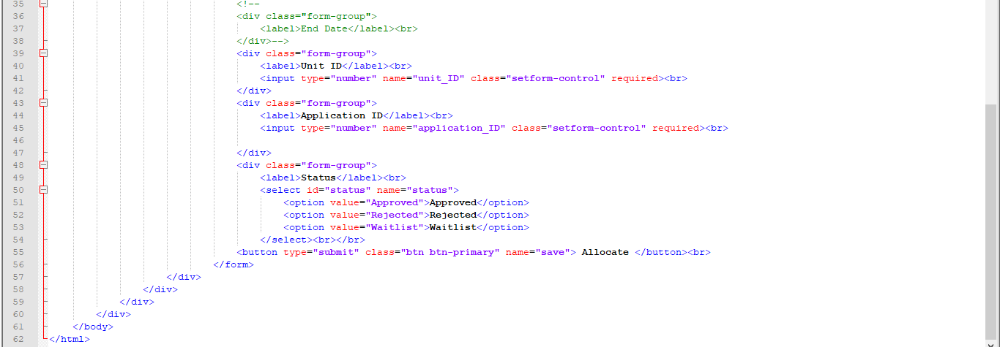 35 <!--
36 <div class="form-group">
37 <label>End Date</label><br>
38 </div>-->
39 <div class="form-group">
40 <label>Unit ID</label><br>
41 <input type="number" name="unit_ID" class="setform-control" required><br>
42 </div>
43 <div class="form-group">
44 <label>Application ID</label><br>
45 <input type="number" name="application_ID" class="setform-control" required><br>
46
47 </div>
48 <div class="form-group">
49 <label>Status</label><br>
50 <select id="status" name="status">
51 <option value="Approved">Approved</option>
52 <option value="Rejected">Rejected</option>
53 <option value="Waitlist">Waitlist</option>
54 </select><br></br>
55 <button type="submit" class="btn btn-primary" name="save"> Allocate </button><br>
56 </form>
57 </div>
58 </div>
59 </div>
60 </div>
61 </body>
62 </html>